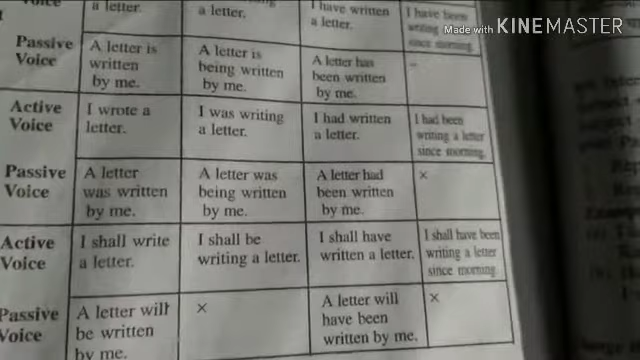 Made with KINEMASTER
a letter.
a letter.
I have written
a letter.
I have been
writing
since morning.
Passive
Voice
A letter is
written
by me.
A letter is
being written
by me.
A letter has
been written
by me.
Active
Voice
I wrote a
letter.
I was writing
a letter.
I had written
a letter.
I had been
writing a letter
since morning.
Passive
Voice
A letter
was written
by me.
A letter was
being written
by me.
A letter had
been written
by me.
×
Active
Voice
I shall write
a letter.
I shall be
writing a letter.
I shall have
written a letter.
I shall have been
writing a letter
since morning.
Passive
Voice
A letter will
be written
by me.
×
A letter will
have been
written by me.
×